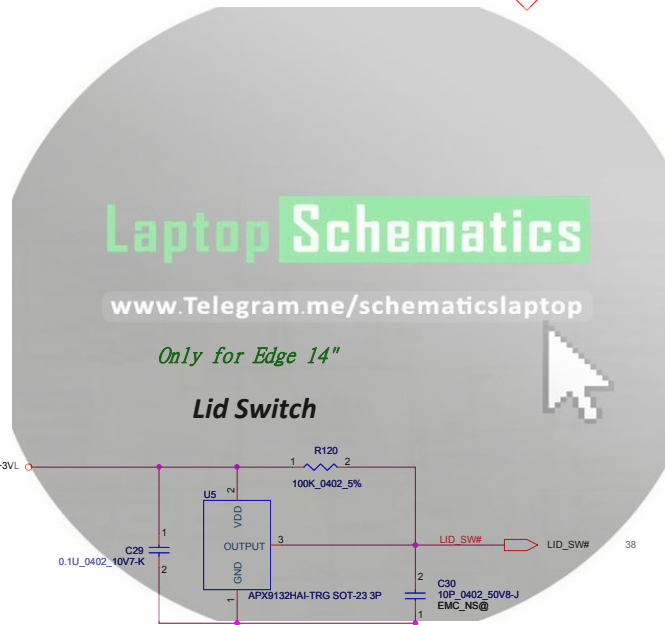 Laptop Schematics
www.Telegram.me/schematicslaptop
Only for Edge 14"
Lid Switch
R120
1 2
100K_0402_5%
+3VL
U5
2
VDD
1
C29
0.1U_0402_10V7-K
2
OUTPUT
3
LID_SW#
LID_SW#
38
GND
1
APX9132HAI-TRG SOT-23 3P
2
C30
10P_0402_50V8-J
EMC_NS@
1